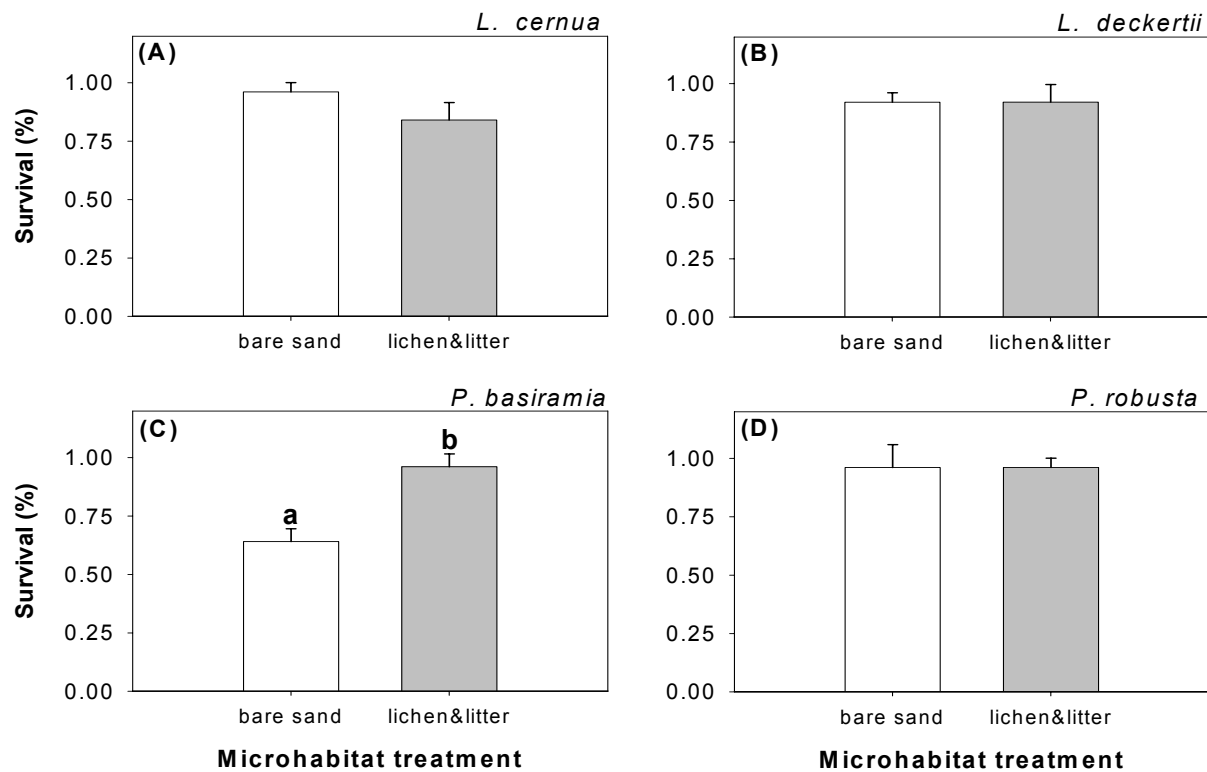 L. cernua
(A)
Survival (%)
1.00
0.75
0.50
0.25
0.00
bare sand lichen&litter
L. deckertii
(B)
1.00
0.75
0.50
0.25
0.00
bare sand lichen&litter
P. basiramia
(C)
Survival (%)
1.00
0.75
0.50
0.25
0.00
a
b
bare sand lichen&litter
Microhabitat treatment
P. robusta
(D)
1.00
0.75
0.50
0.25
0.00
bare sand lichen&litter
Microhabitat treatment